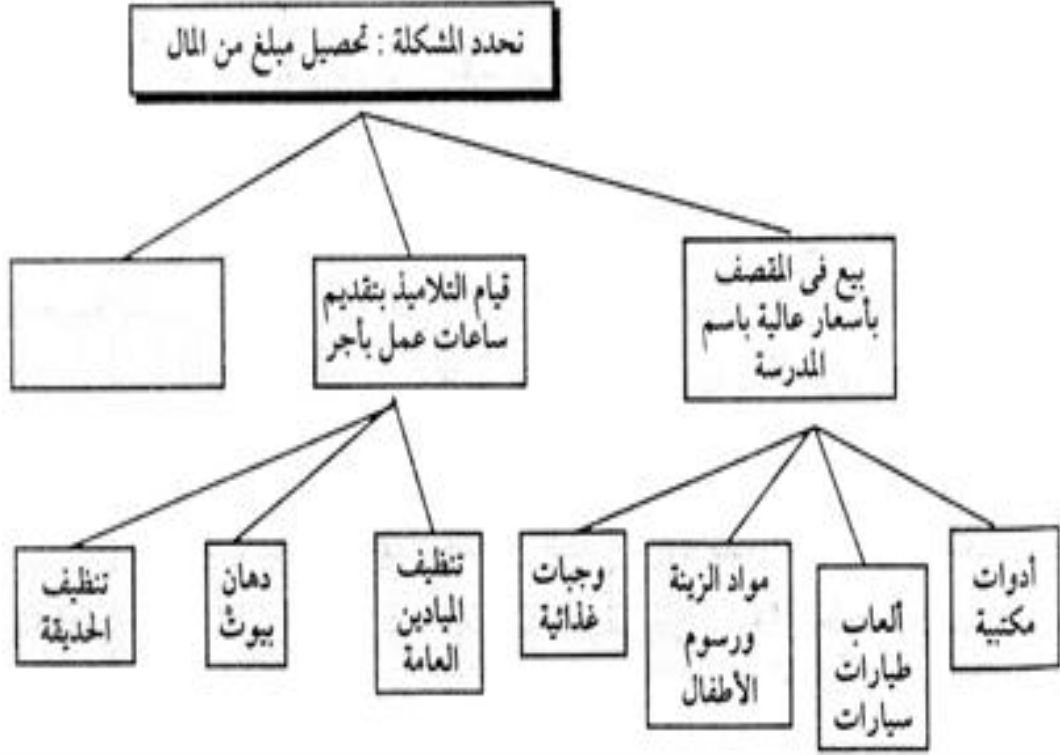 نحدد المشكلة : تحصيل مبلغ من المال
بيع فى المقصف
بأسعار عالية باسم
المدرسة
قيام التلاميذ بتقديم
ساعات عمل بأجر
أدوات
مكتبية
ألعاب
طيارات
سيارات
مواد الزينة
ورسوم
الأطفال
وجبات
غذائية
تنظيف
الميادين
العامة
دهان
بيوت
تنظيف
الحديقة